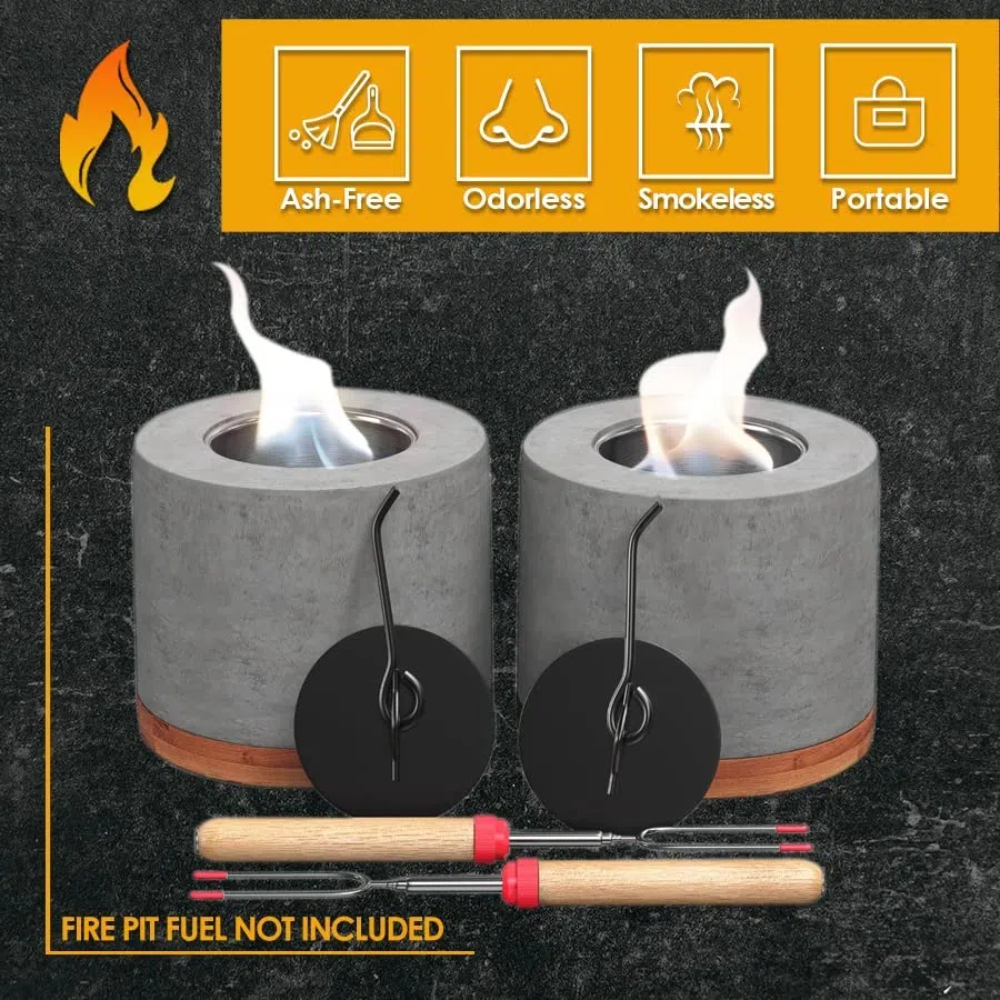 Ash-Free
Odorless
Smokeless
Portable
FIRE PIT FUEL NOT INCLUDED